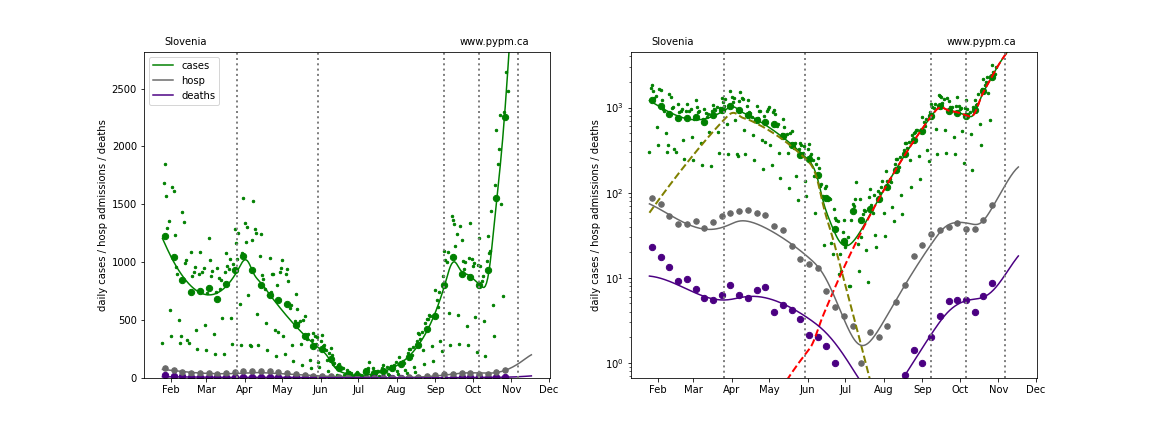 Slovenia www.pypm.ca
cases
hosp
deaths
daily cases / hosp admissions / deaths
2500
2000
1500
1000
500
0
Feb Mar Apr May Jun Jul Aug Sep Oct Nov Dec
Slovenia www.pypm.ca
daily cases / hosp admissions / deaths
10³
10²
10¹
10⁰
Feb Mar Apr May Jun Jul Aug Sep Oct Nov Dec